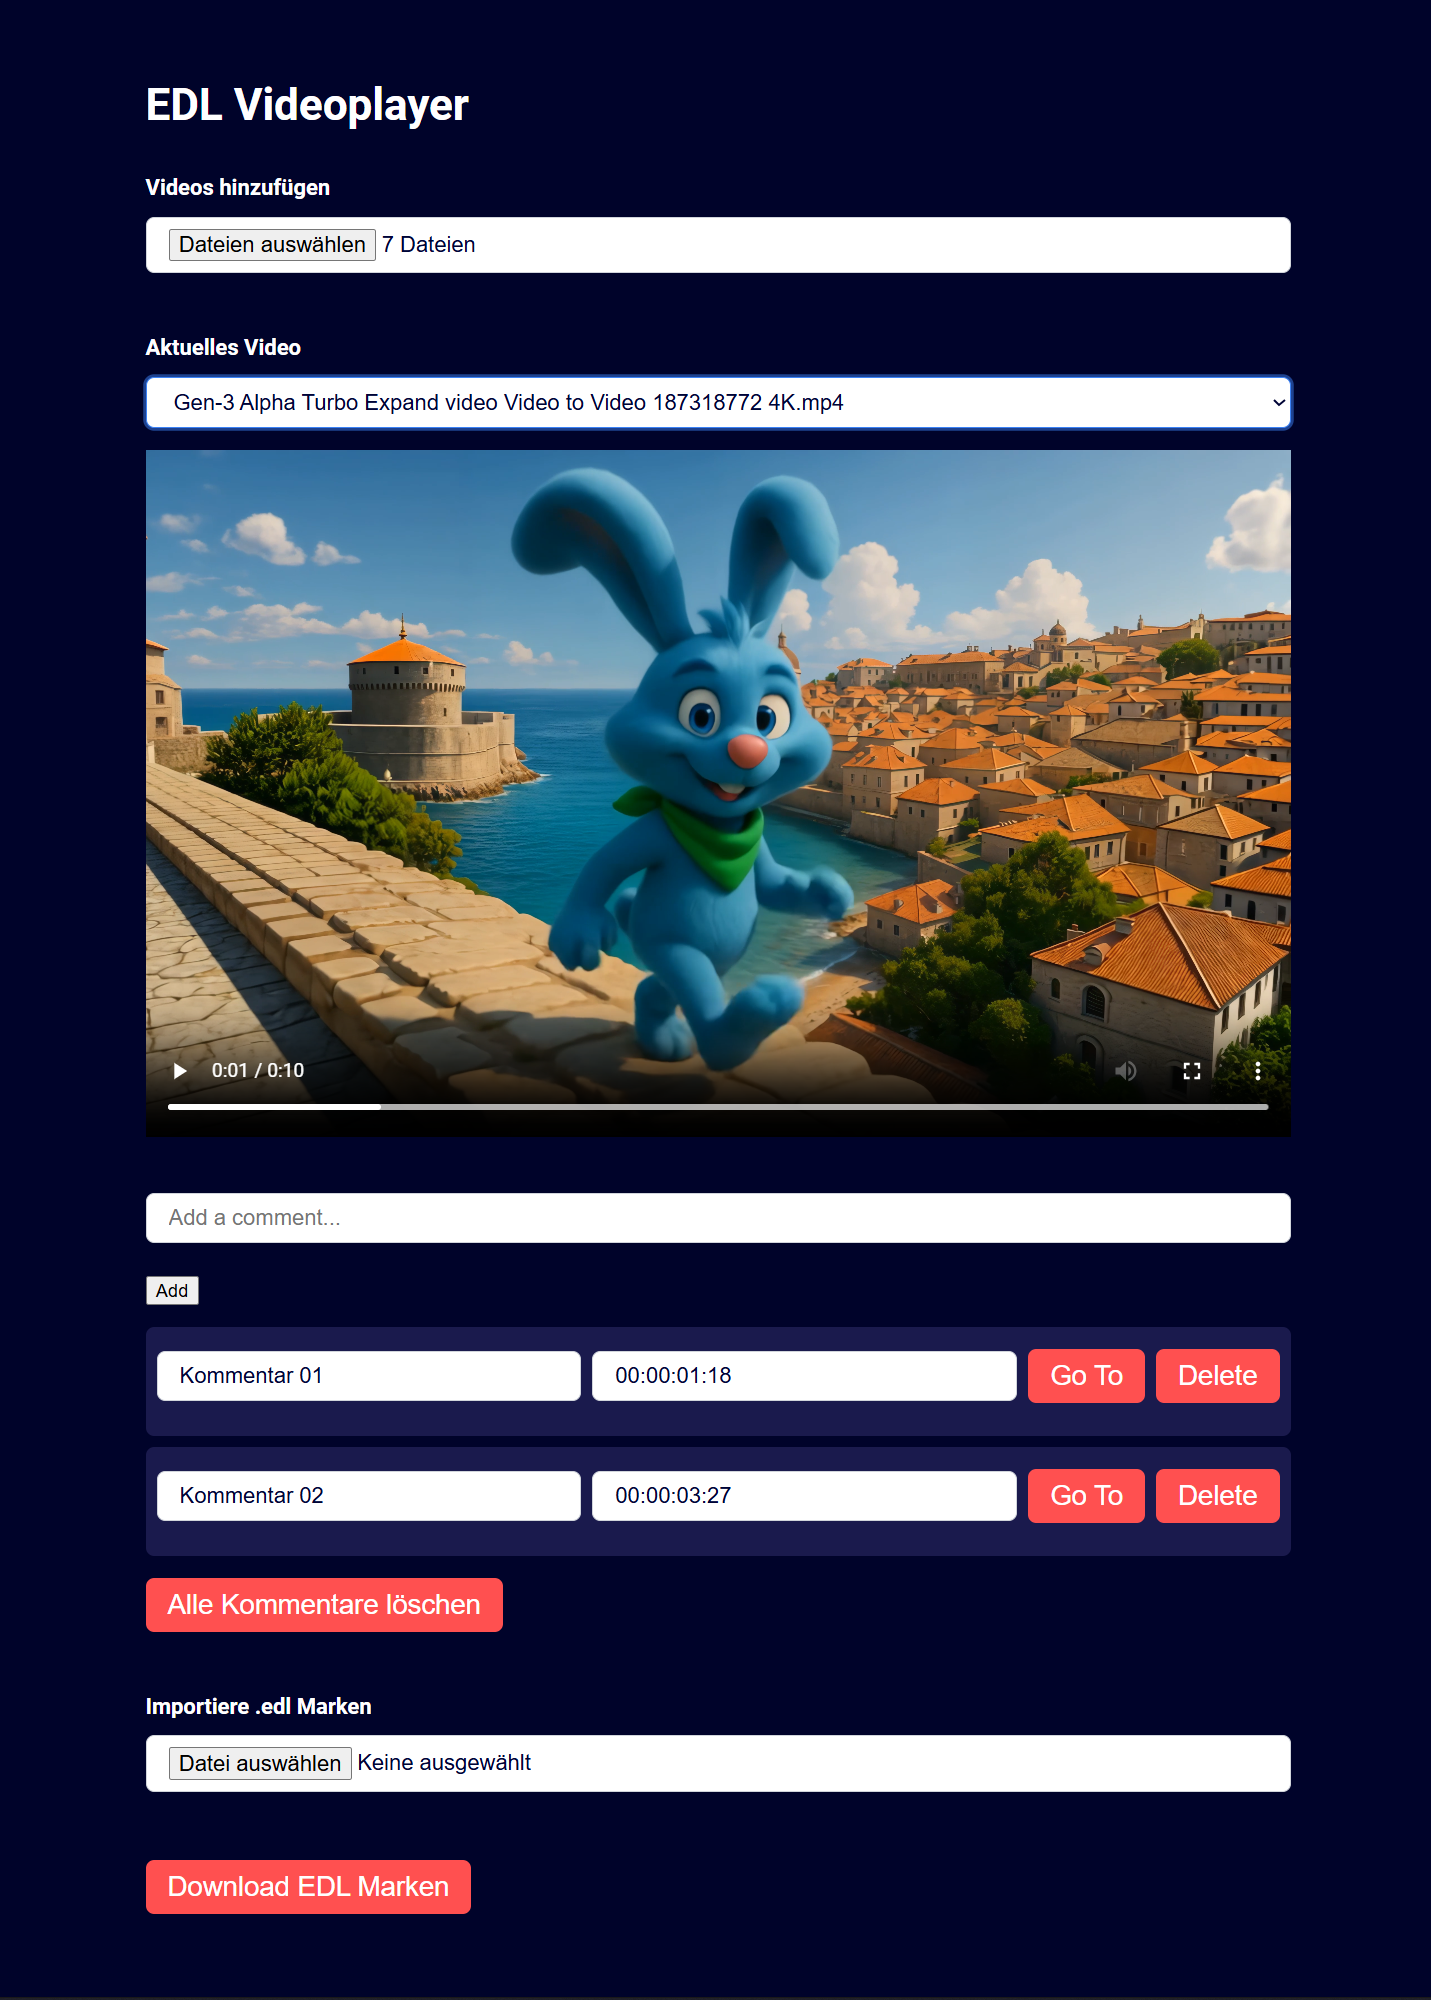 EDL Videoplayer
Videos hinzufügen
Dateien auswählen 7 Dateien
Aktuelles Video
Gen-3 Alpha Turbo Expand video Video to Video 187318772 4K.mp4
0:01 / 0:10
Add a comment...
Add
Kommentar 01 00:00:01:18 Go To Delete
Kommentar 02 00:00:03:27 Go To Delete
Alle Kommentare löschen
Importiere .edl Marken
Datei auswählen Keine ausgewählt
Download EDL Marken